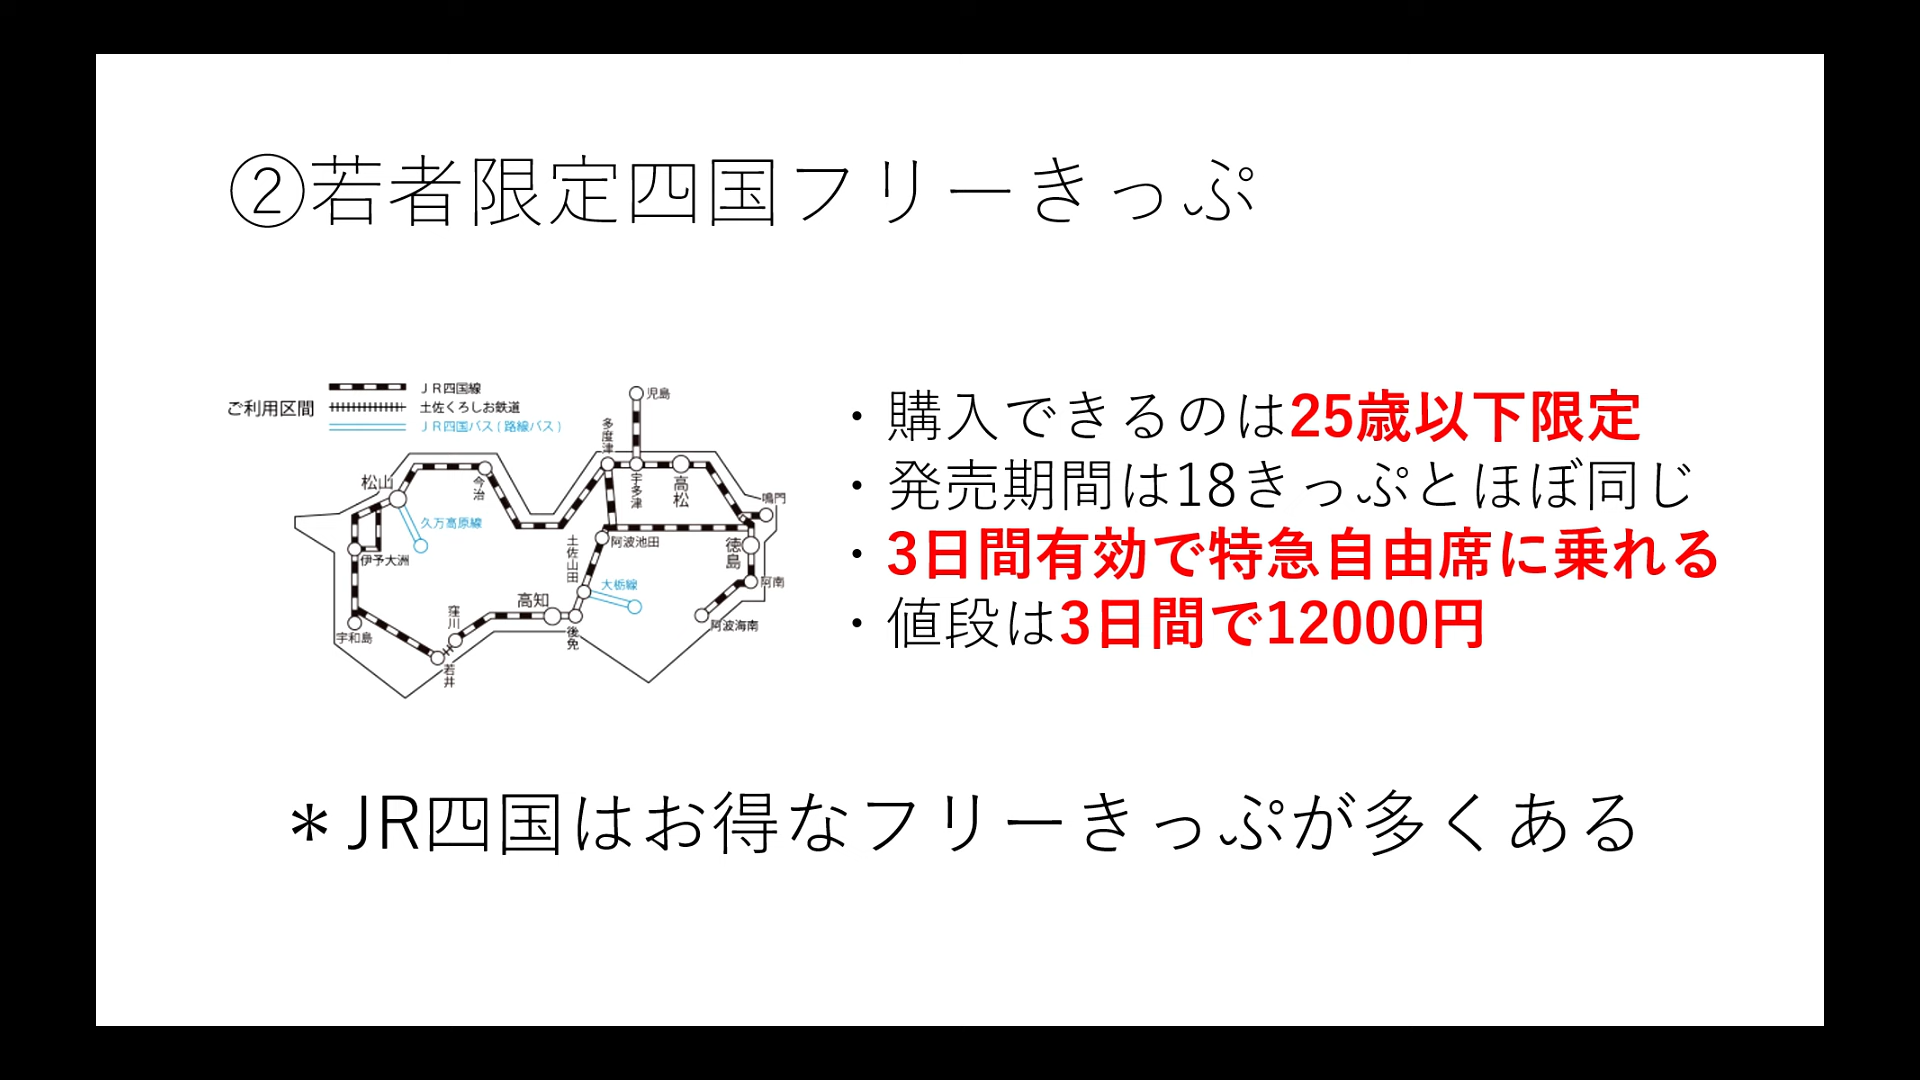 ②若者限定四国フリーきっぷ
ご利用区間
JR四国線
土佐くろしお鉄道
JR四国バス(路線バス)
児島
多度津
宇多津
高松
鳴門
松山
今治
久万高原線
伊予大洲
阿波池田
土佐山田
徳島
大栃線
阿南
阿波海南
高知
後免
窪川
若井
宇和島
・購入できるのは25歳以下限定
・発売期間は18きっぷとほぼ同じ
・3日間有効で特急自由席に乗れる
・値段は3日間で12000円
＊JR四国はお得なフリーきっぷが多くある